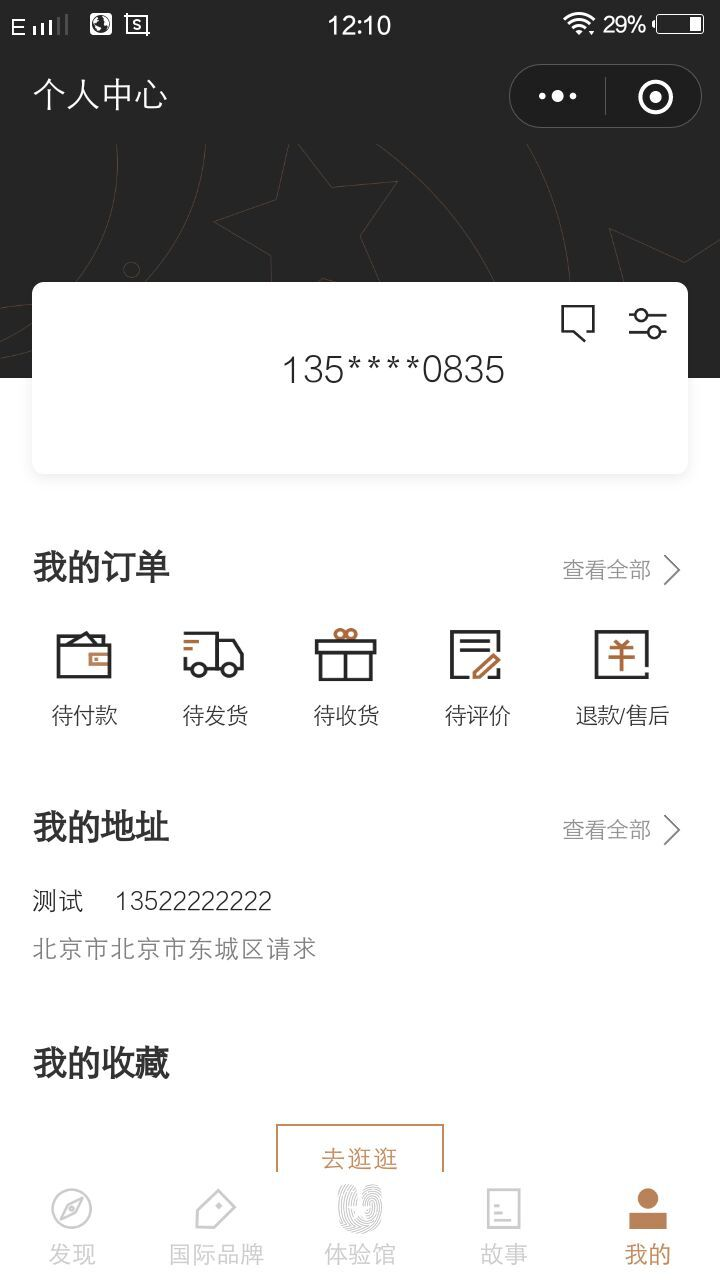 E 12:10 29%
个人中心
135****0835
我的订单 查看全部
待付款 待发货 待收货 待评价 退款/售后
我的地址 查看全部
测试 13522222222
北京市北京市东城区请求
我的收藏
去逛逛
发现 国际品牌 体验馆 故事 我的